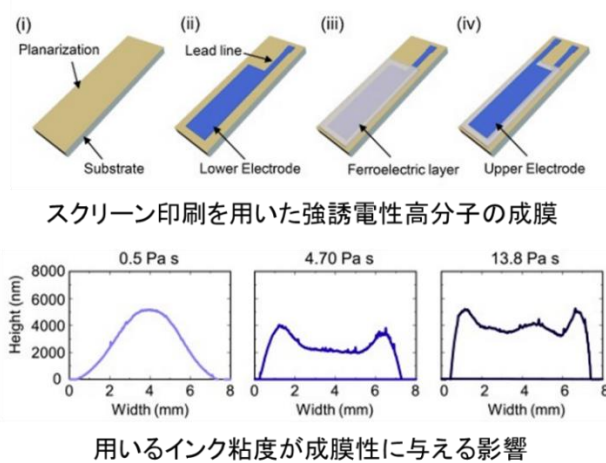 (i) (ii) (iii) (iv)
Planarization
Lead line
Substrate Lower Electrode Ferroelectric layer Upper Electrode
スクリーン印刷を用いた強誘電性高分子の成膜
0.5 Pa s 4.70 Pa s 13.8 Pa s
Height (nm)
8000
6000
4000
2000
0
0 2 4 6 8 0 2 4 6 8 0 2 4 6 8
Width (mm) Width (mm) Width (mm)
用いるインク粘度が成膜性に与える影響